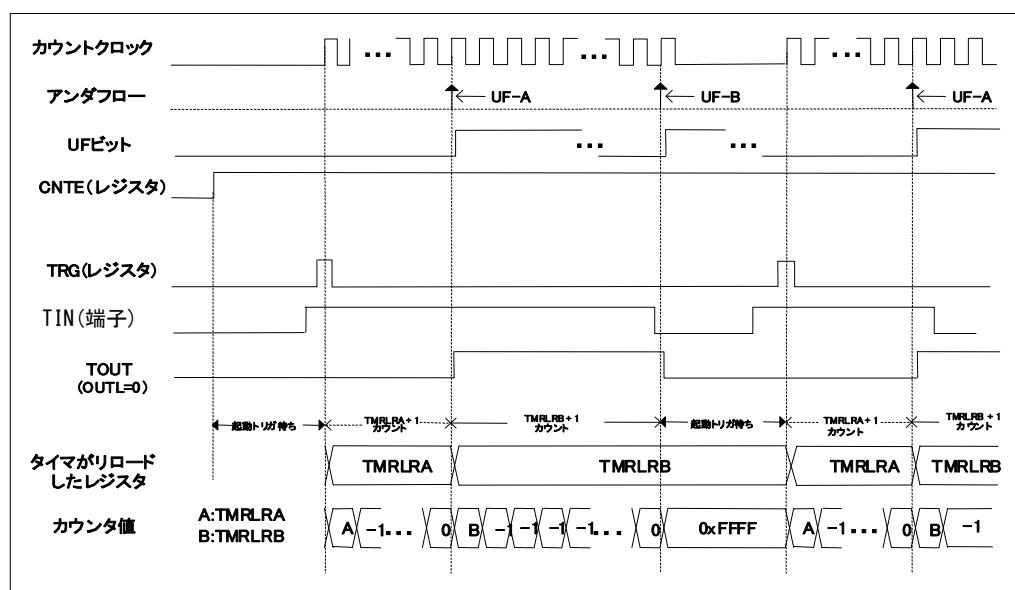 カウントクロック
•••
•••
•••
アンダフロー
UF-A
UF-B
UF-A
UFビット
•••
•••
CNTE(レジスタ)
TRG(レジスタ)
TIN(端子)
TOUT
(OUTL=0)
起動トリガ待ち
TMRLRA+1
カウント
TMRLRB+1
カウント
起動トリガ待ち
TMRLRA+1
カウント
TMRLRB+1
カウント
タイマがリロード
したレジスタ
TMRLRA
TMRLRB
TMRLRA
TMRLRB
カウンタ値
A:TMRLRA
B:TMRLRB
A -1••• 0 B -1 -1 -1 -1••• 0 0xFFFF A -1••• 0 B -1